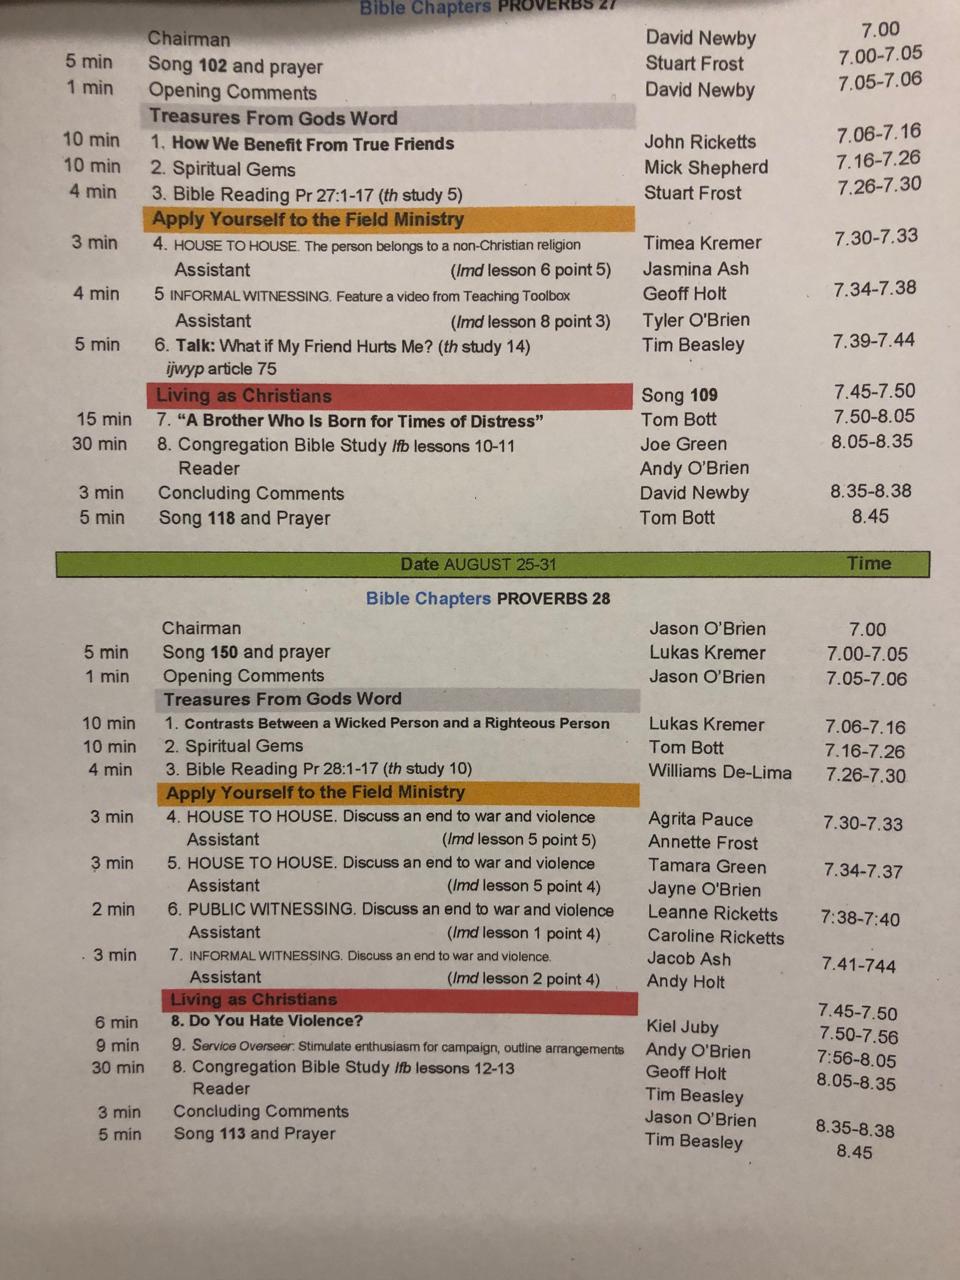 Bible Chapters PROVERBS 27
Chairman David Newby 7.00
5 min Song 102 and prayer Stuart Frost 7.00-7.05
1 min Opening Comments David Newby 7.05-7.06
Treasures From Gods Word
10 min 1. How We Benefit From True Friends John Ricketts 7.06-7.16
10 min 2. Spiritual Gems Mick Shepherd 7.16-7.26
4 min 3. Bible Reading Pr 27:1-17 (th study 5) Stuart Frost 7.26-7.30
Apply Yourself to the Field Ministry
3 min 4. HOUSE TO HOUSE. The person belongs to a non-Christian religion Timea Kremer 7.30-7.33
Assistant (lmd lesson 6 point 5) Jasmina Ash
4 min 5 INFORMAL WITNESSING. Feature a video from Teaching Toolbox Geoff Holt 7.34-7.38
Assistant (lmd lesson 8 point 3) Tyler O'Brien
5 min 6. Talk: What if My Friend Hurts Me? (th study 14) Tim Beasley 7.39-7.44
ijwyp article 75
Living as Christians Song 109 7.45-7.50
15 min 7. “A Brother Who Is Born for Times of Distress” Tom Bott 7.50-8.05
30 min 8. Congregation Bible Study lfb lessons 10-11 Joe Green 8.05-8.35
Reader Andy O'Brien
3 min Concluding Comments David Newby 8.35-8.38
5 min Song 118 and Prayer Tom Bott 8.45
Date AUGUST 25-31 Time
Bible Chapters PROVERBS 28
Chairman Jason O'Brien 7.00
5 min Song 150 and prayer Lukas Kremer 7.00-7.05
1 min Opening Comments Jason O'Brien 7.05-7.06
Treasures From Gods Word
10 min 1. Contrasts Between a Wicked Person and a Righteous Person Lukas Kremer 7.06-7.16
10 min 2. Spiritual Gems Tom Bott 7.16-7.26
4 min 3. Bible Reading Pr 28:1-17 (th study 10) Williams De-Lima 7.26-7.30
Apply Yourself to the Field Ministry
3 min 4. HOUSE TO HOUSE. Discuss an end to war and violence Agrita Pauce 7.30-7.33
Assistant (lmd lesson 5 point 5) Annette Frost
3 min 5. HOUSE TO HOUSE. Discuss an end to war and violence Tamara Green 7.34-7.37
Assistant (lmd lesson 5 point 4) Jayne O'Brien
2 min 6. PUBLIC WITNESSING. Discuss an end to war and violence Leanne Ricketts 7:38-7:40
Assistant (lmd lesson 1 point 4) Caroline Ricketts
3 min 7. INFORMAL WITNESSING. Discuss an end to war and violence. Jacob Ash 7.41-744
Assistant (lmd lesson 2 point 4) Andy Holt
Living as Christians 7.45-7.50
6 min 8. Do You Hate Violence? Kiel Juby 7.50-7.56
9 min 9. Service Overseer: Stimulate enthusiasm for campaign, outline arrangements Andy O'Brien 7:56-8.05
30 min 8. Congregation Bible Study lfb lessons 12-13 Geoff Holt 8.05-8.35
Reader Tim Beasley
3 min Concluding Comments Jason O'Brien 8.35-8.38
5 min Song 113 and Prayer Tim Beasley 8.45